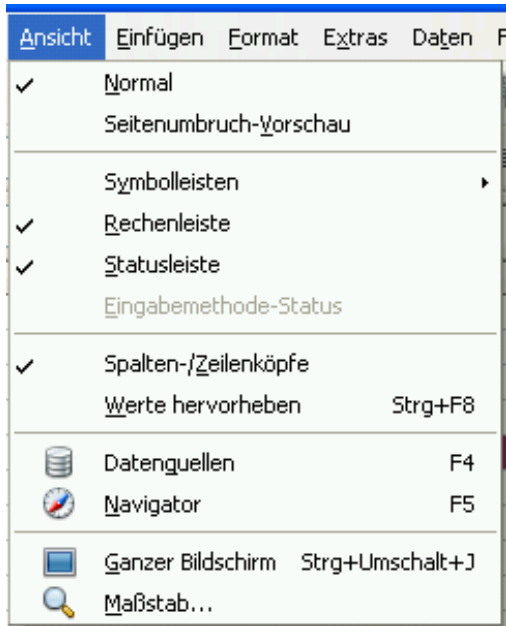 Ansicht Einfügen Format Extras Daten F
Normal
Seitenumbruch-Vorschau
Symbolleisten
Rechenleiste
Statusleiste
Eingabemethode-Status
Spalten-/Zeilenköpfe
Werte hervorheben Strg+F8
Datenquellen F4
Navigator F5
Ganzer Bildschirm Strg+Umschalt+J
Maßstab...